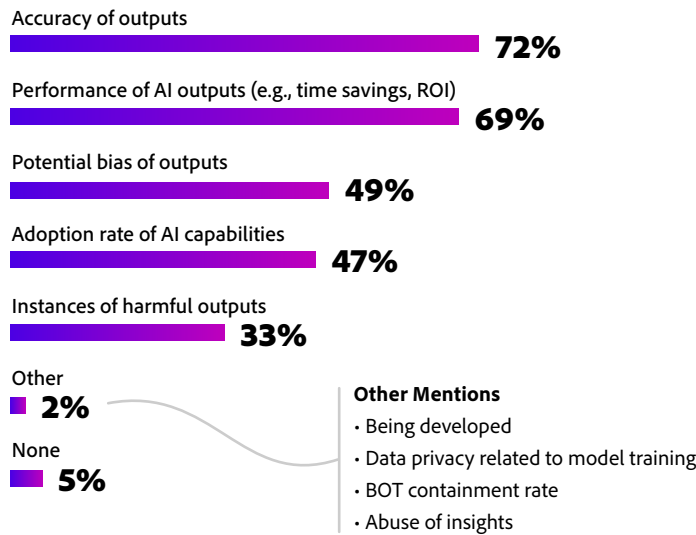 Accuracy of outputs
72%
Performance of AI outputs (e.g., time savings, ROI)
69%
Potential bias of outputs
49%
Adoption rate of AI capabilities
47%
Instances of harmful outputs
33%
Other
2%
None
5%
Other Mentions
• Being developed
• Data privacy related to model training
• BOT containment rate
• Abuse of insights